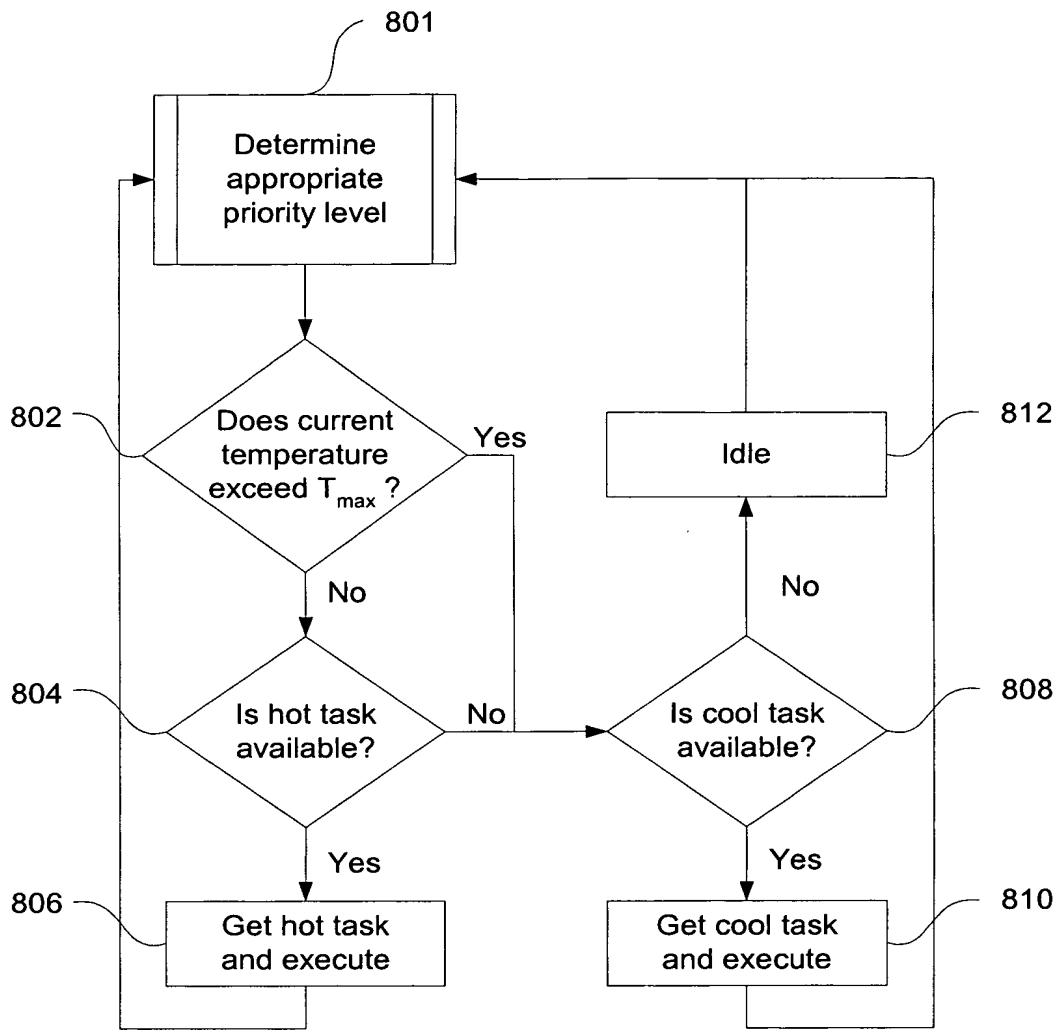 801
Determine
appropriate
priority level
802
Does current
temperature
exceed Tmax ?
Yes
No
812
Idle
No
804
Is hot task
available?
No
808
Is cool task
available?
Yes
Yes
806
Get hot task
and execute
810
Get cool task
and execute